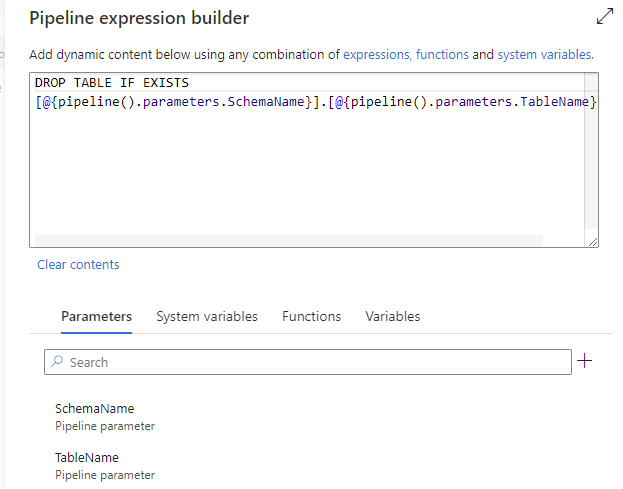 Pipeline expression builder
Add dynamic content below using any combination of expressions, functions and system variables.
DROP TABLE IF EXISTS
[@{pipeline().parameters.SchemaName}].[@{pipeline().parameters.TableName}
Clear contents
Parameters System variables Functions Variables
Search
SchemaName
Pipeline parameter
TableName
Pipeline parameter